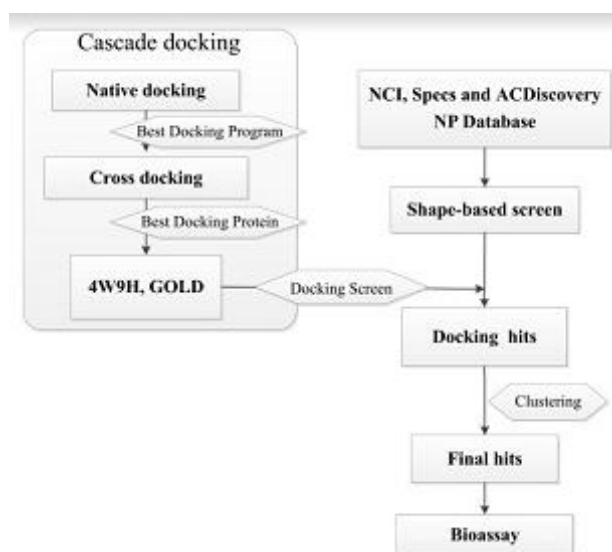 Cascade docking
Native docking
Best Docking Program
Cross docking
Best Docking Protein
4W9H, GOLD
Docking Screen
NCI, Specs and ACDiscovery
NP Database
Shape-based screen
Docking hits
Clustering
Final hits
Bioassay